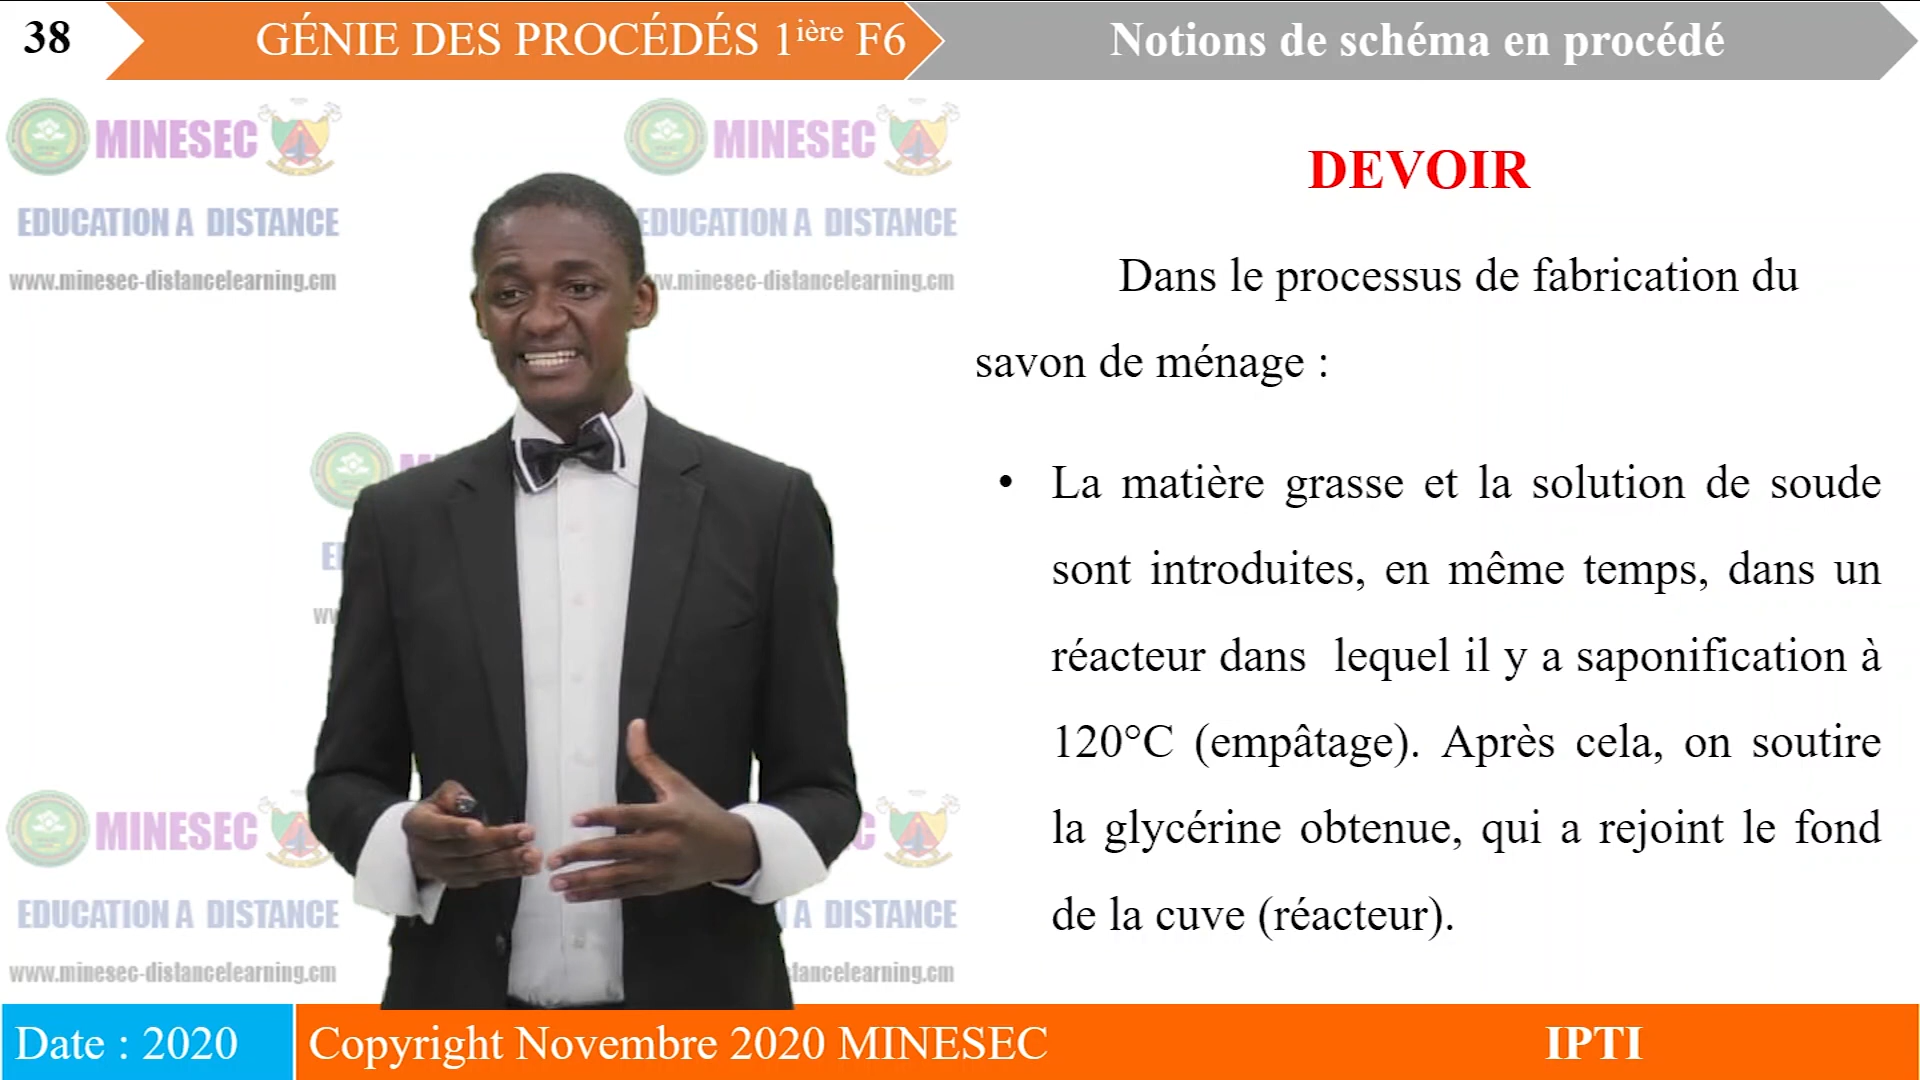 38
GÉNIE DES PROCÉDÉS 1ière F6
Notions de schéma en procédé
MINESEC
MINESEC
EDUCATION A DISTANCE
EDUCATION A DISTANCE
www.minesec-distancelearning.cm
w.minesec-distancelearning.cm
DEVOIR
Dans le processus de fabrication du
savon de ménage :
• La matière grasse et la solution de soude
sont introduites, en même temps, dans un
réacteur dans lequel il y a saponification à
120°C (empâtage). Après cela, on soutire
la glycérine obtenue, qui a rejoint le fond
de la cuve (réacteur).
MINESEC
EDUCATION A DISTANCE
A DISTANCE
www.minesec-distancelearning.cm
tancelearning.cm
Date : 2020
Copyright Novembre 2020 MINESEC
IPTI